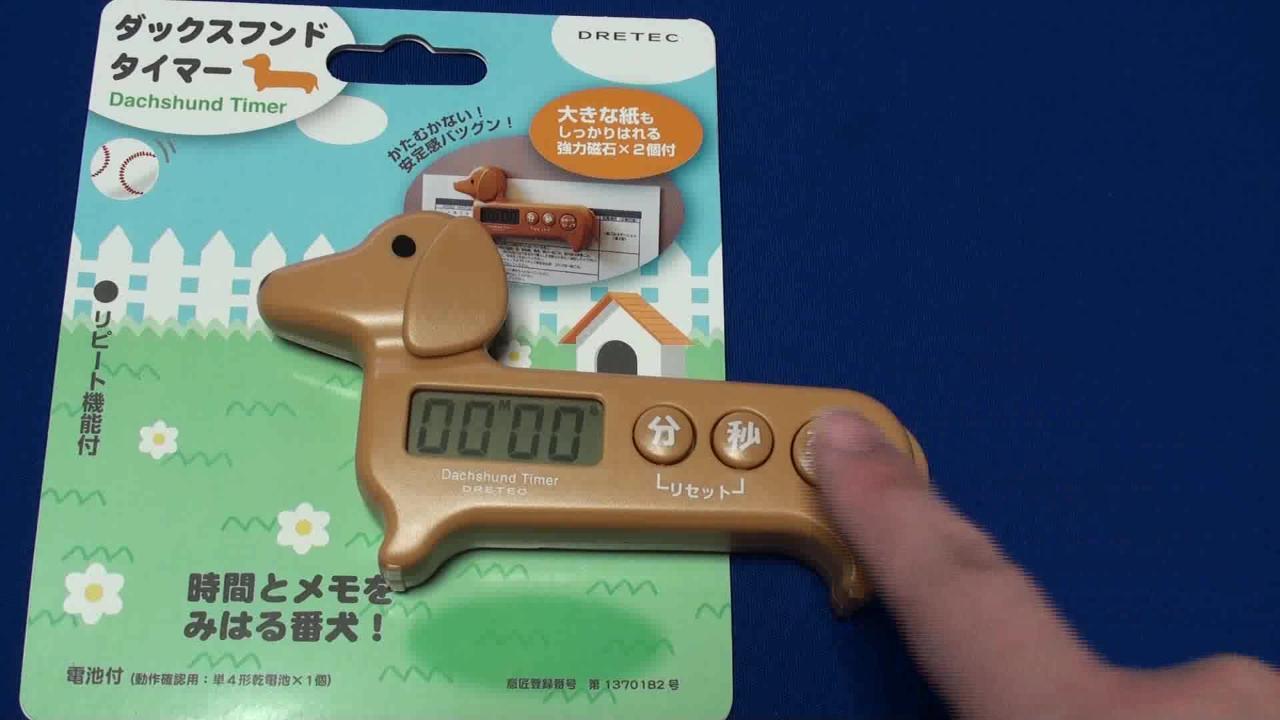 ダックスフンド
タイマー
Dachshund Timer
DRETEC
かたむかない！
安定感バツグン！
大きな紙も
しっかりはれる
強力磁石×2個付
●リピート機能付
00M00s
分
秒
リセット
Dachshund Timer
DRETEC
時間とメモを
みはる番犬！
電池付（動作確認用：単4形乾電池×1個）
意匠登録番号 第1370182号